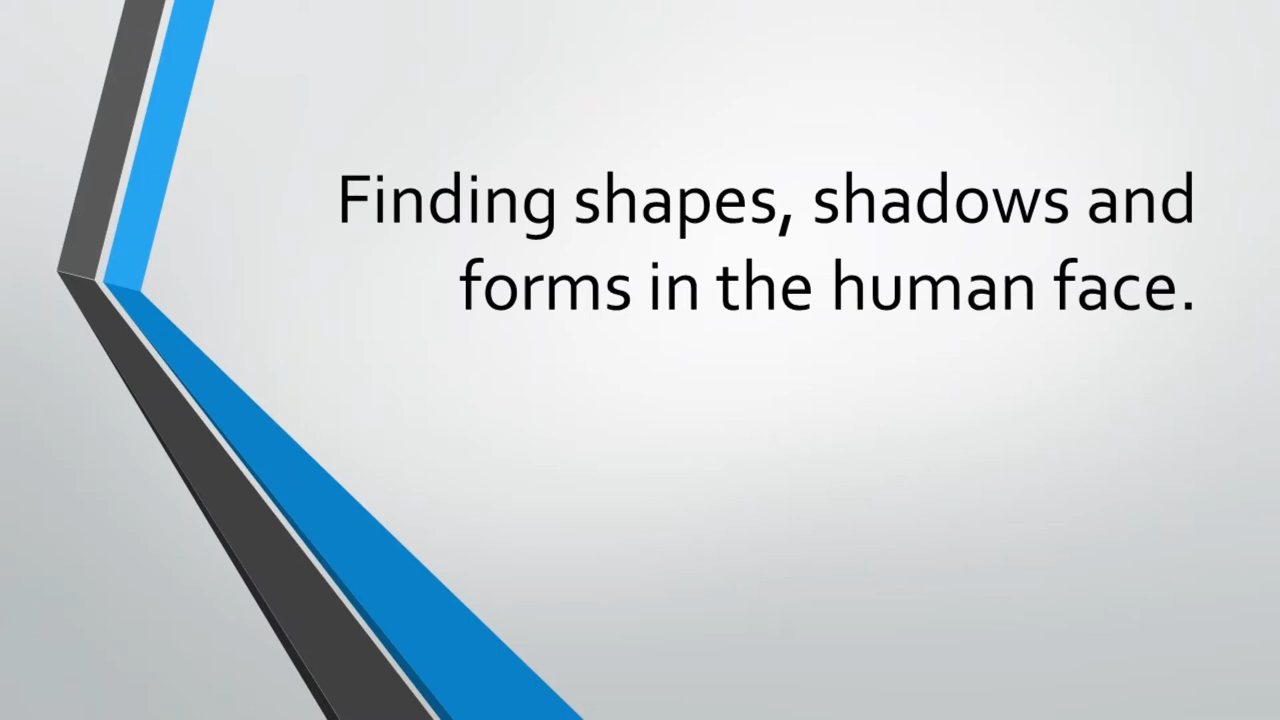 Finding shapes, shadows and
forms in the human face.